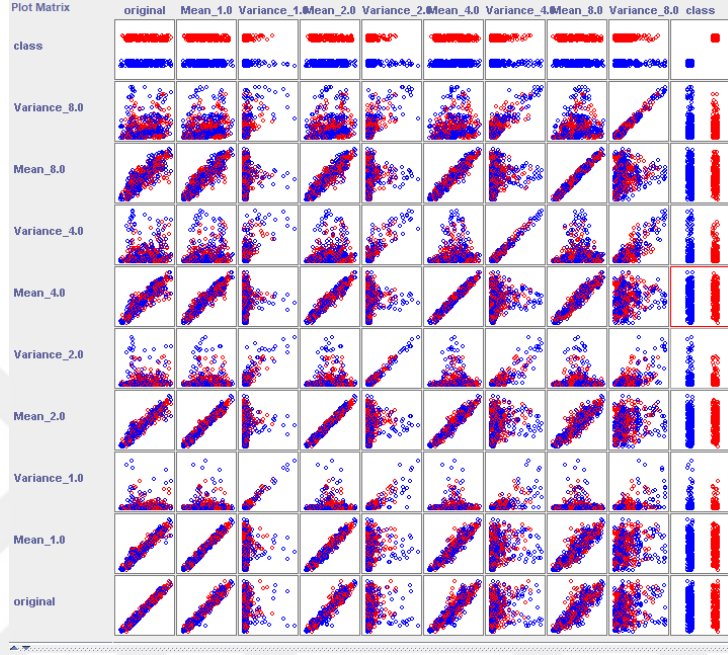 Plot Matrix
original Mean_1.0 Variance_1.0 Mean_2.0 Variance_2.0 Mean_4.0 Variance_4.0 Mean_8.0 Variance_8.0 class
class
Variance_8.0
Mean_8.0
Variance_4.0
Mean_4.0
Variance_2.0
Mean_2.0
Variance_1.0
Mean_1.0
original